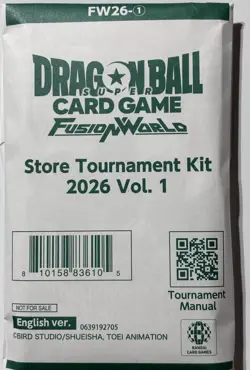 FW26-①
DRAGON BALL
SUPER
CARD GAME
FUSION WORLD
Store Tournament Kit
2026 Vol. 1
8 10158 83610 5
Tournament
Manual
NOT FOR SALE
English ver. 0639192705
©BIRD STUDIO/SHUEISHA, TOEI ANIMATION
BANDAI
CARD GAMES